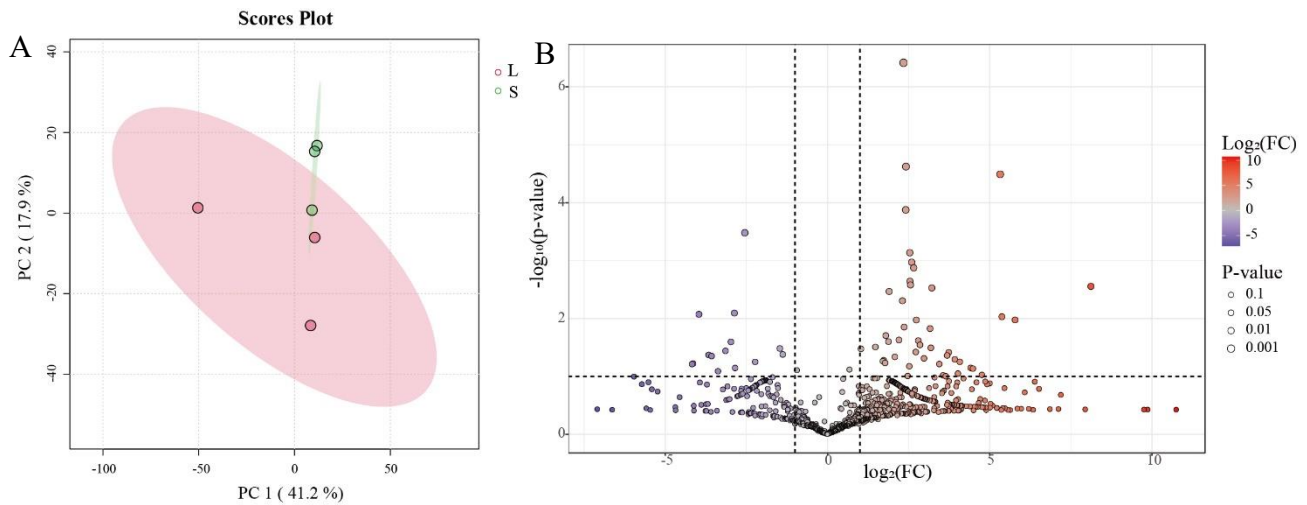 A
Scores Plot
L
S
PC 2 ( 17.9 %)
40
20
0
-20
-40
-100
-50
0
50
PC 1 ( 41.2 %)
B
-log₁₀(p-value)
6
4
2
0
-5
0
5
10
log₂(FC)
Log₂(FC)
10
5
0
-5
P-value
0.1
0.05
0.01
0.001